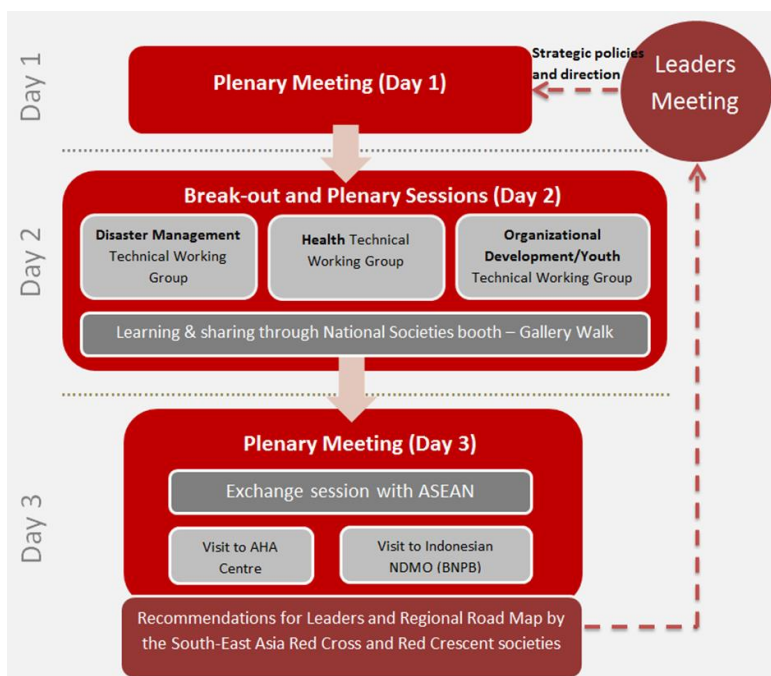 Day 1
Plenary Meeting (Day 1)
Strategic policies
and direction
Leaders
Meeting
Day 2
Break-out and Plenary Sessions (Day 2)
Disaster Management
Technical Working
Group
Health Technical
Working Group
Organizational
Development/Youth
Technical Working Group
Learning & sharing through National Societies booth – Gallery Walk
Day 3
Plenary Meeting (Day 3)
Exchange session with ASEAN
Visit to AHA
Centre
Visit to Indonesian
NDMO (BNPB)
Recommendations for Leaders and Regional Road Map by
the South-East Asia Red Cross and Red Crescent societies